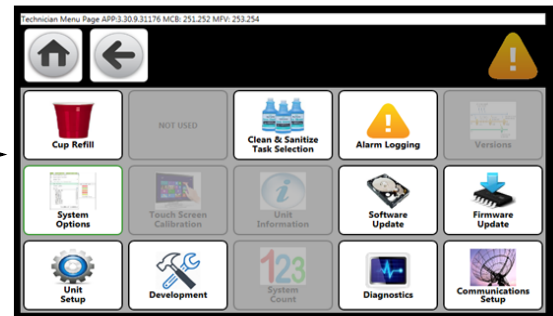 Technician Menu Page APP:3.30.9.31176 MCB: 251.252 MFV: 253.254
Cup Refill
NOT USED
Clean & Sanitize
Task Selection
Alarm Logging
Versions
System
Options
Touch Screen
Calibration
Unit
Information
Software
Update
Firmware
Update
Unit
Setup
Development
123
System
Count
Diagnostics
Communications
Setup